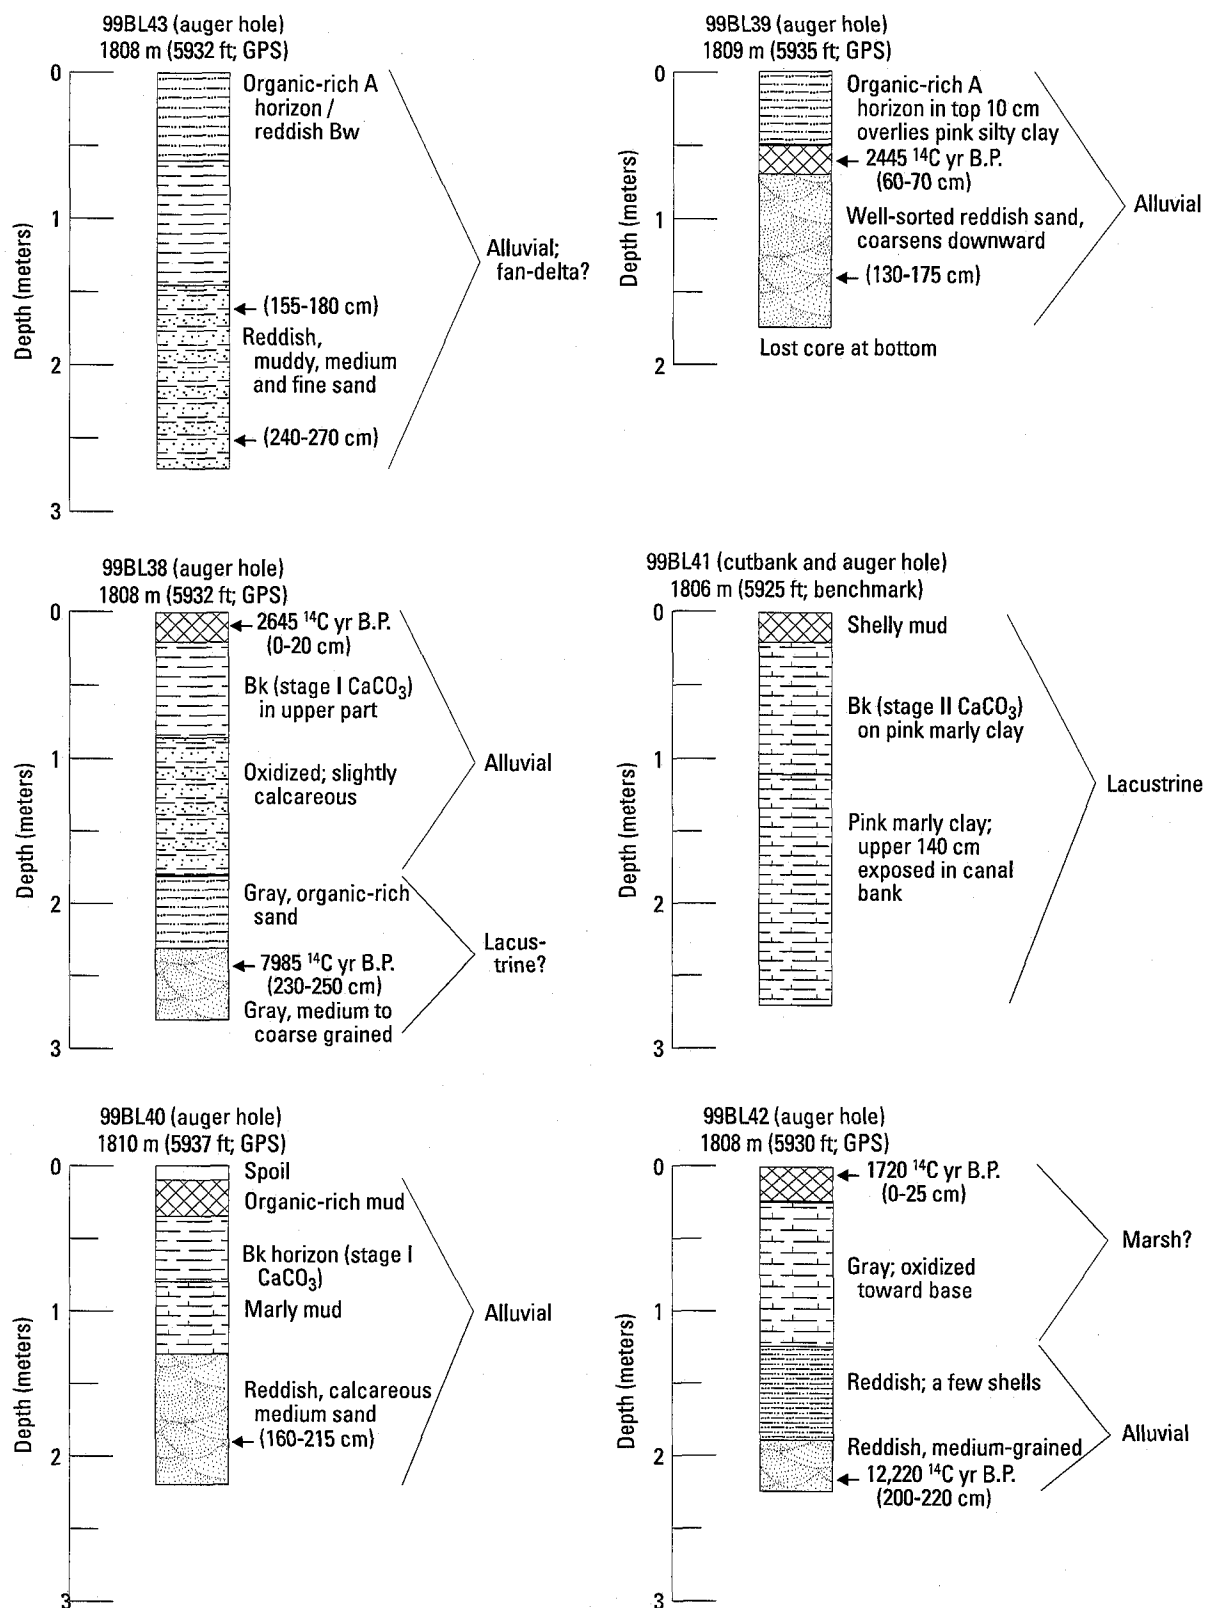 99BL43 (auger hole)
1808 m (5932 ft; GPS)
0
1
2
3
Depth (meters)
Organic-rich A
horizon /
reddish Bw
(155-180 cm)
Reddish,
muddy, medium
and fine sand
(240-270 cm)
Alluvial;
fan-delta?
99BL39 (auger hole)
1809 m (5935 ft; GPS)
0
1
2
Depth (meters)
Organic-rich A
horizon in top 10 cm
overlies pink silty clay
2445 ¹⁴C yr B.P.
(60-70 cm)
Well-sorted reddish sand,
coarsens downward
(130-175 cm)
Lost core at bottom
Alluvial
99BL38 (auger hole)
1808 m (5932 ft; GPS)
0
1
2
3
Depth (meters)
2645 ¹⁴C yr B.P.
(0-20 cm)
Bk (stage I CaCO₃)
in upper part
Oxidized; slightly
calcareous
Gray, organic-rich
sand
7985 ¹⁴C yr B.P.
(230-250 cm)
Gray, medium to
coarse grained
Alluvial
Lacus-
trine?
99BL41 (cutbank and auger hole)
1806 m (5925 ft; benchmark)
0
1
2
3
Depth (meters)
Shelly mud
Bk (stage II CaCO₃)
on pink marly clay
Pink marly clay;
upper 140 cm
exposed in canal
bank
Lacustrine
99BL40 (auger hole)
1810 m (5937 ft; GPS)
0
1
2
3
Depth (meters)
Spoil
Organic-rich mud
Bk horizon (stage I
CaCO₃)
Marly mud
Reddish, calcareous
medium sand
(160-215 cm)
Alluvial
99BL42 (auger hole)
1808 m (5930 ft; GPS)
0
1
2
3
Depth (meters)
1720 ¹⁴C yr B.P.
(0-25 cm)
Gray; oxidized
toward base
Reddish; a few shells
Reddish, medium-grained
12,220 ¹⁴C yr B.P.
(200-220 cm)
Marsh?
Alluvial